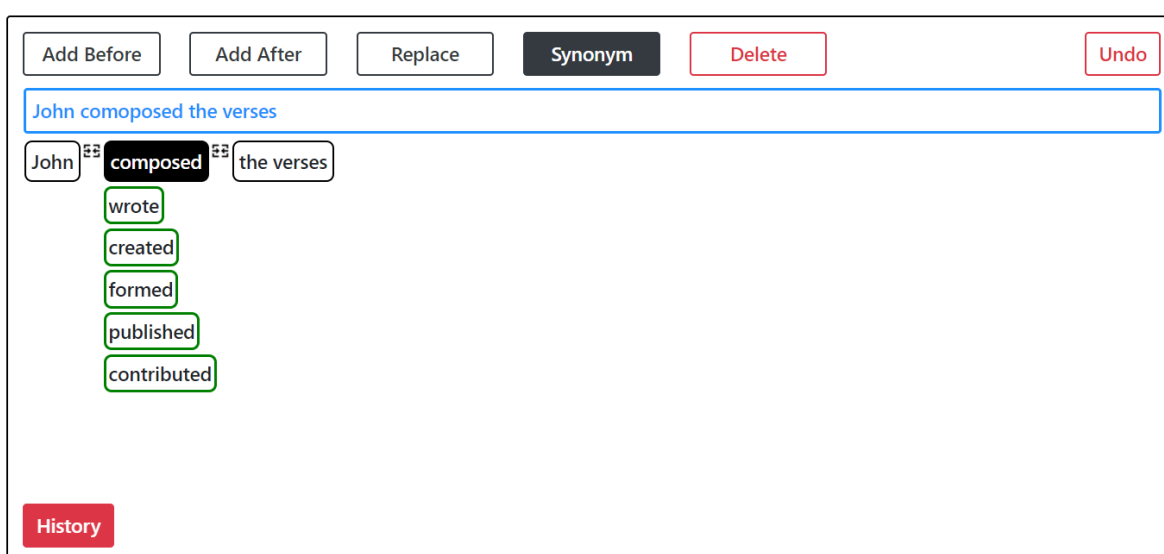 Add Before Add After Replace Synonym Delete Undo
John comoposed the verses
John composed the verses
wrote
created
formed
published
contributed
History